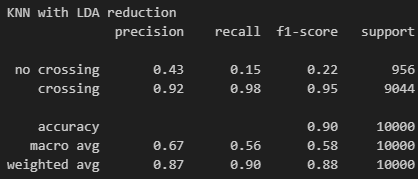 KNN with LDA reduction
precision recall f1-score support
no crossing 0.43 0.15 0.22 956
crossing 0.92 0.98 0.95 9044
accuracy 0.90 10000
macro avg 0.67 0.56 0.58 10000
weighted avg 0.87 0.90 0.88 10000